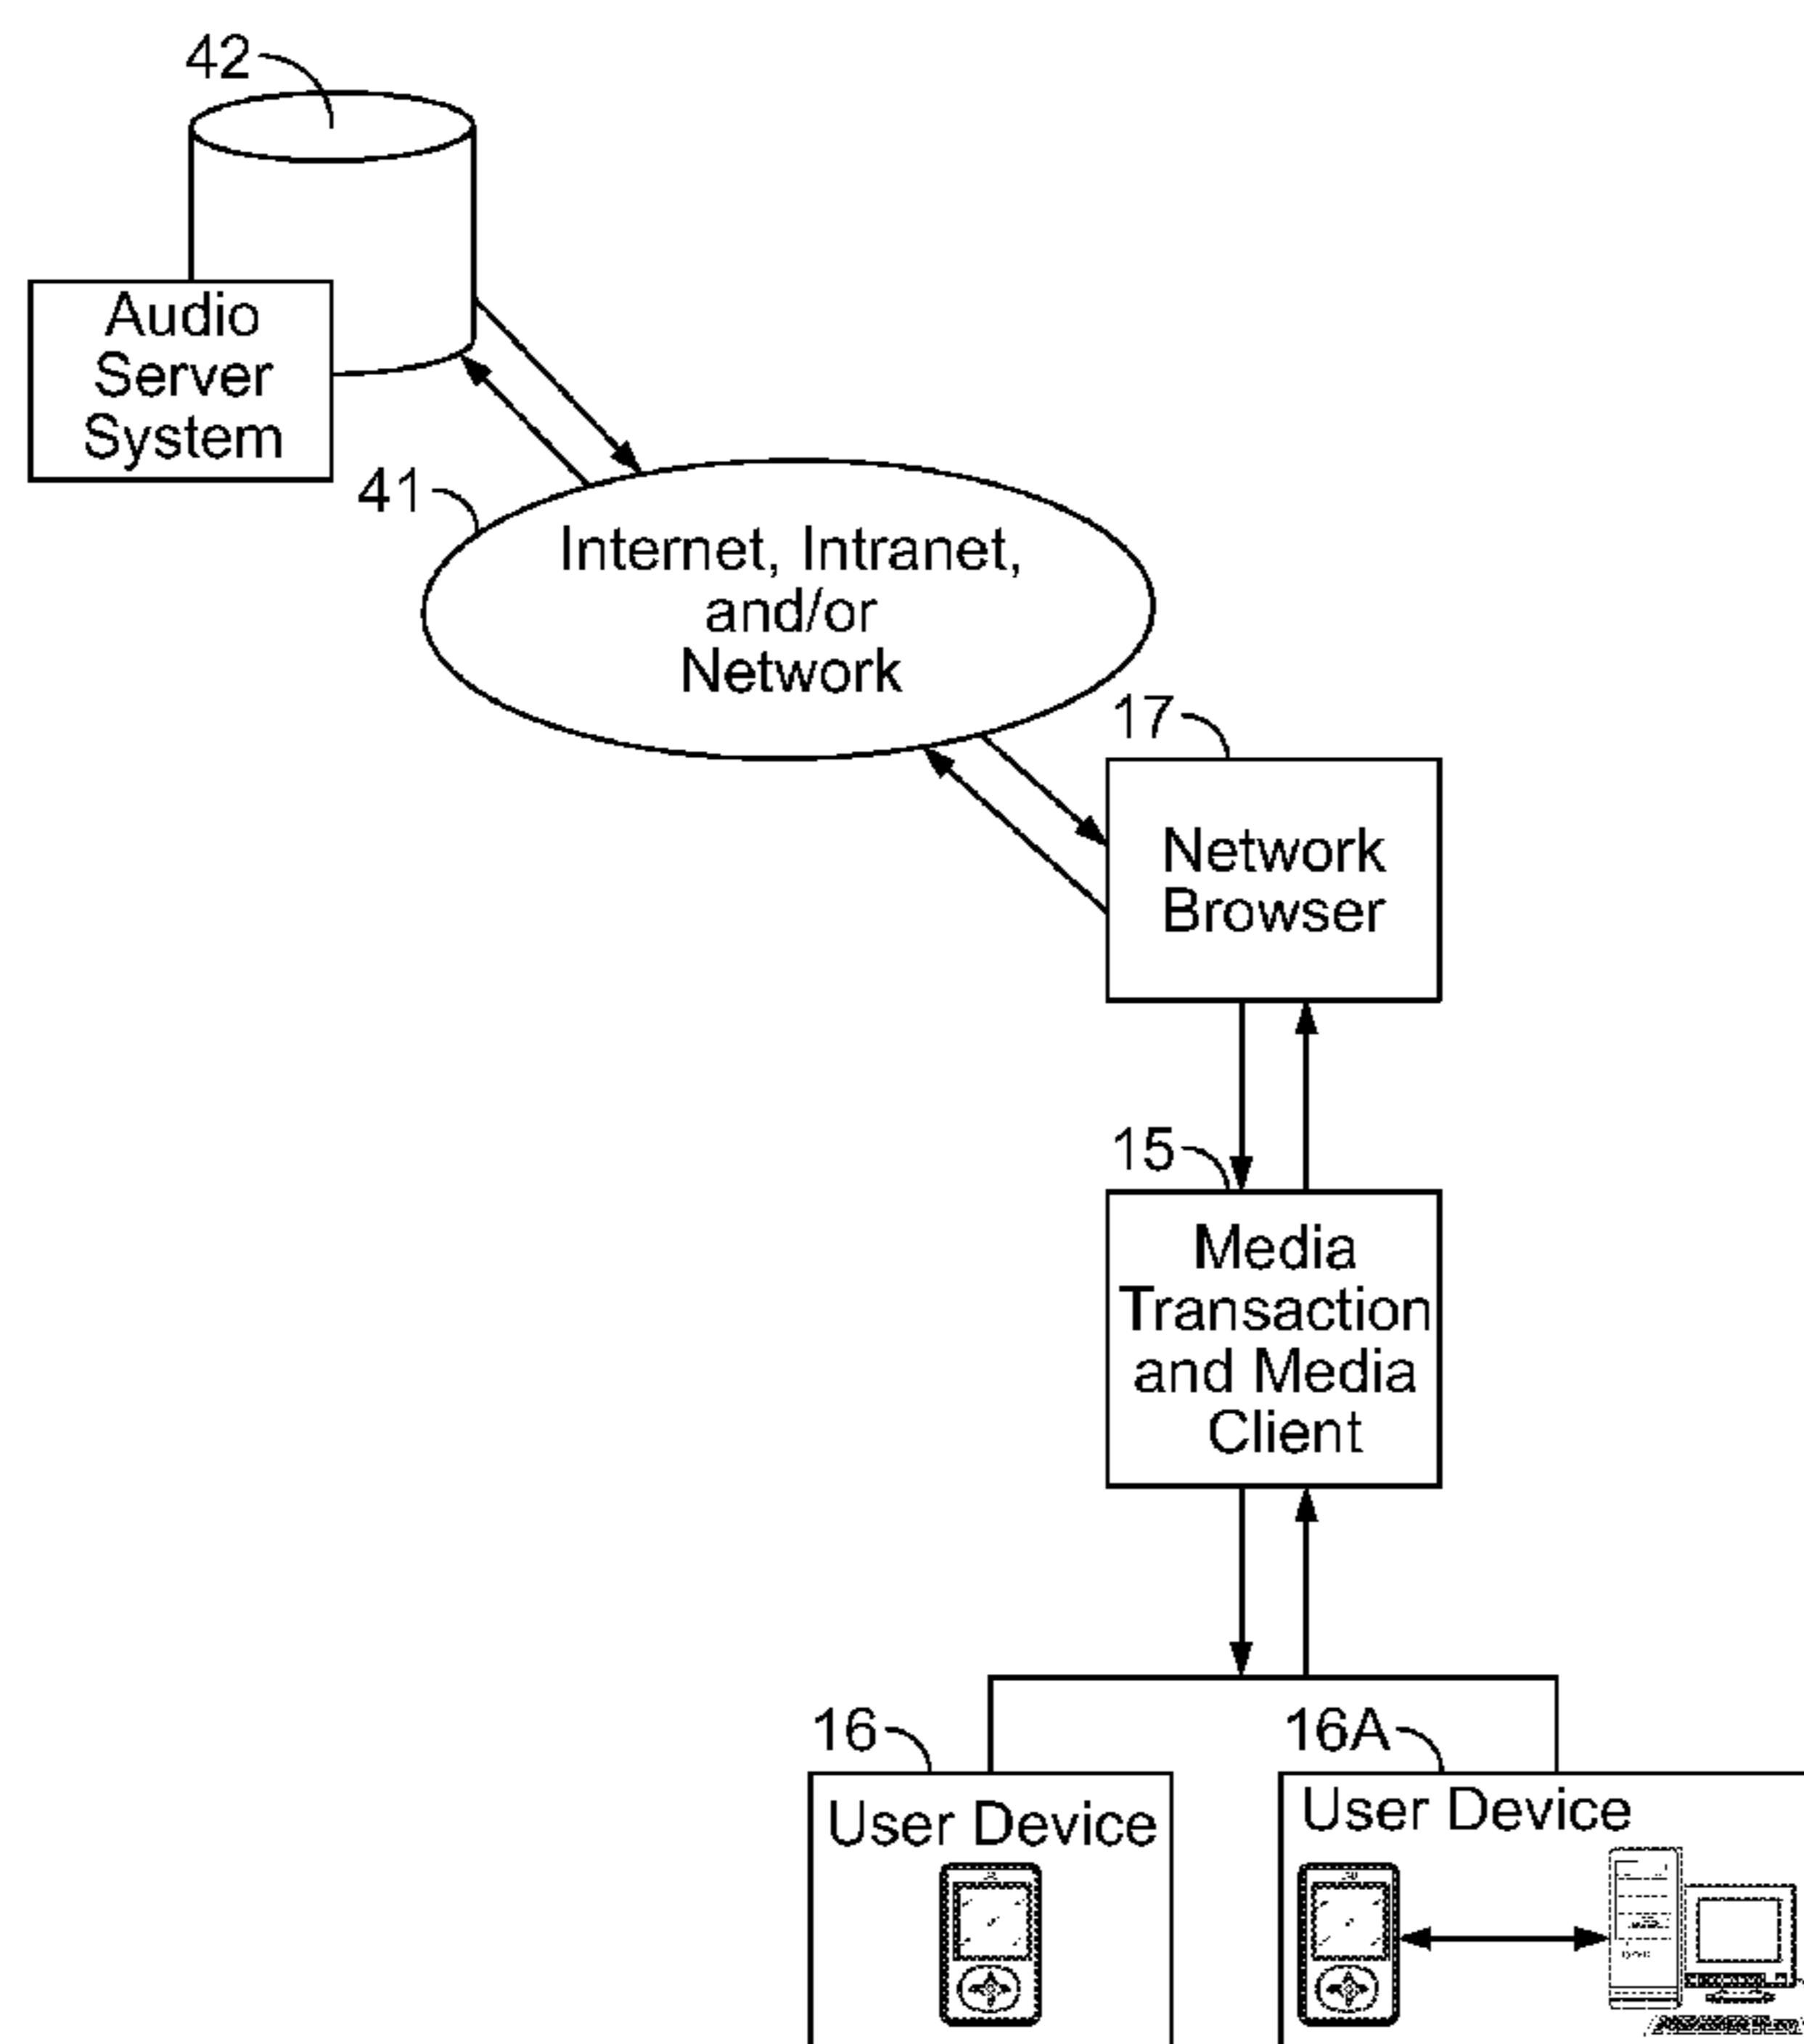 42
Audio
Server
System
41
Internet, Intranet,
and/or
Network
17
Network
Browser
15
Media
Transaction
and Media
Client
16
16A
User Device
User Device